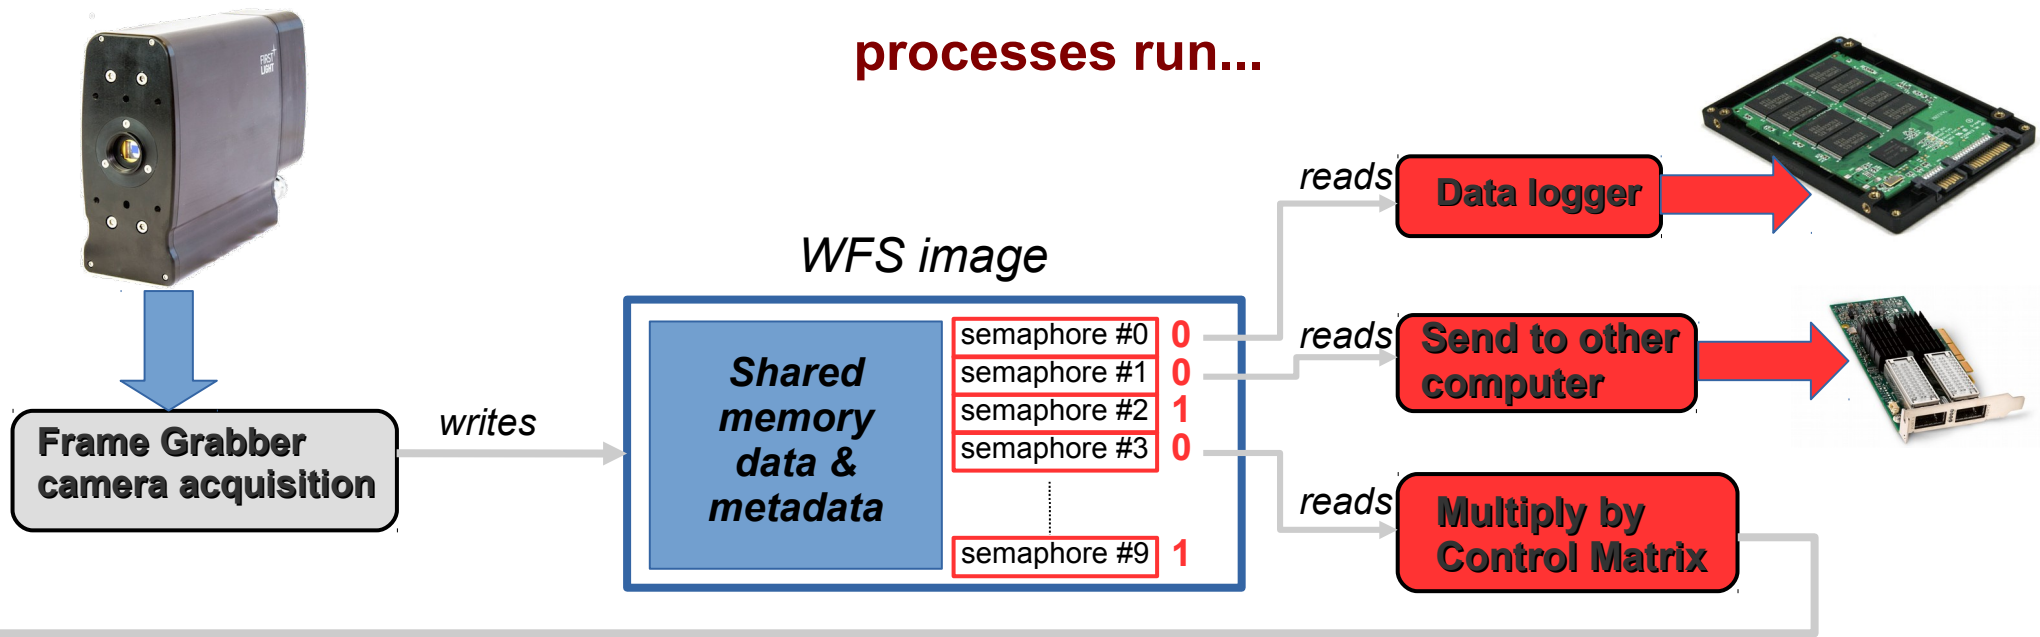 processes run...
FIRST
LIGHT
reads
Data logger
WFS image
semaphore #0 0
semaphore #1 0
semaphore #2 1
semaphore #3 0
semaphore #9 1
Shared
memory
data &
metadata
reads
Send to other
computer
writes
Frame Grabber
camera acquisition
reads
Multiply by
Control Matrix